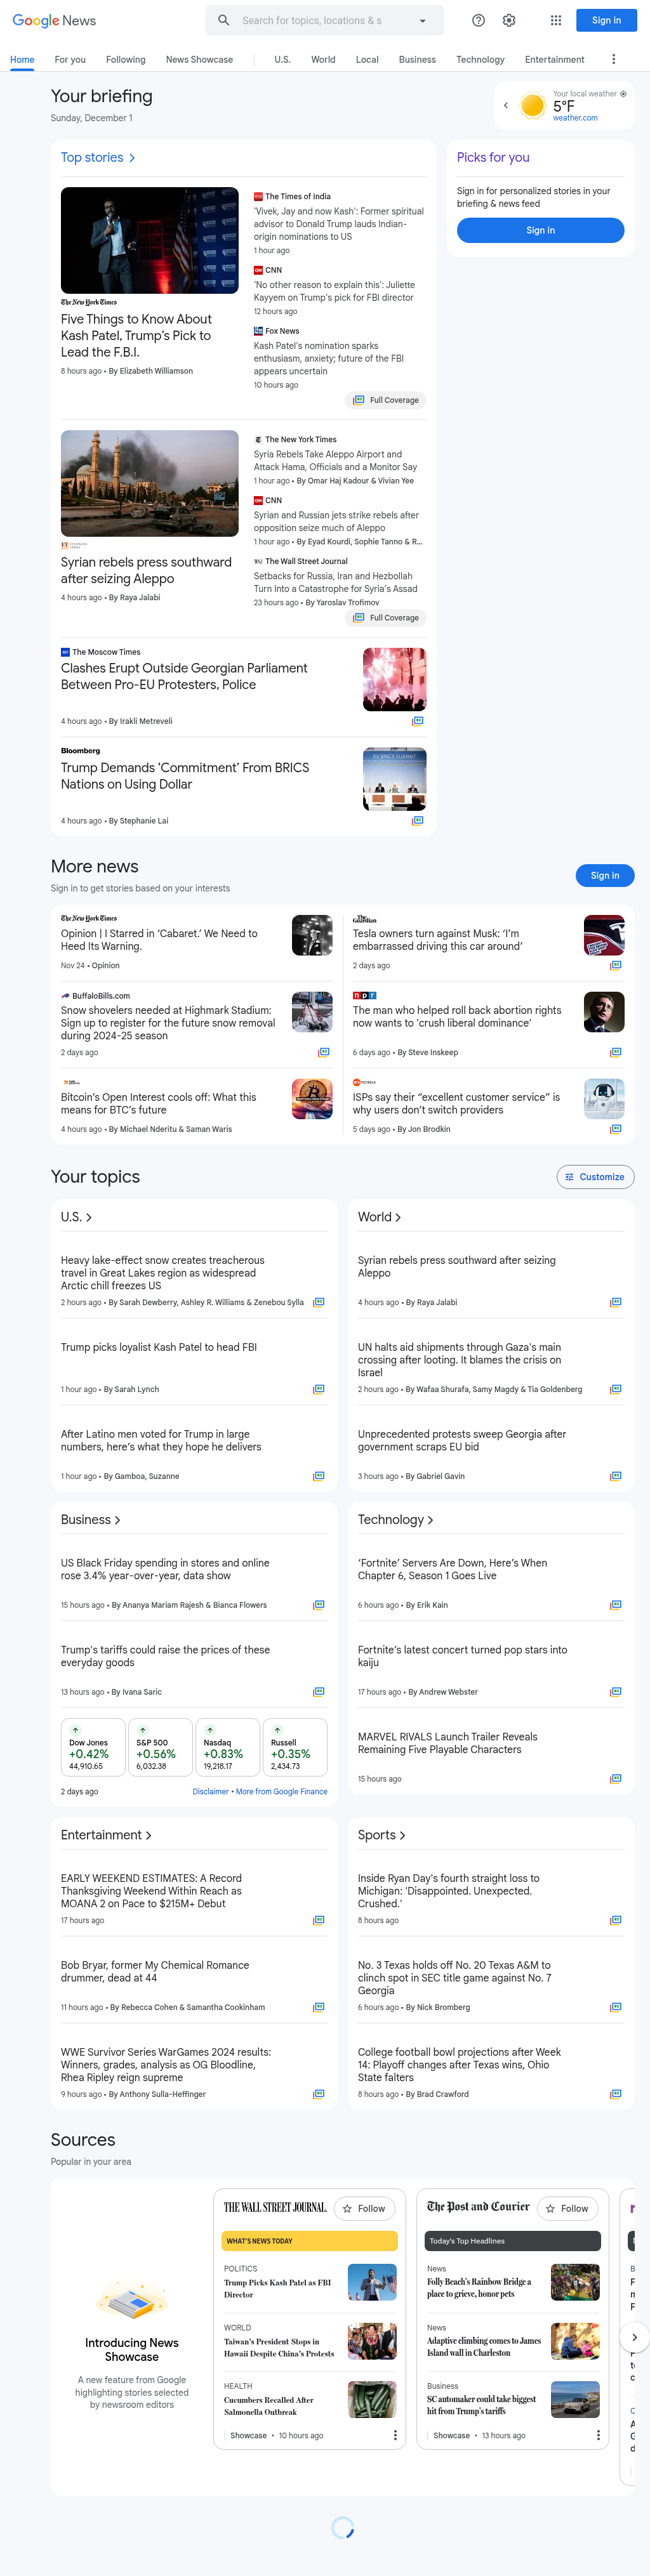 Google News
Search for topics, locations & s
Sign in
Home
For you
Following
News Showcase
U.S.
World
Local
Business
Technology
Entertainment
Your briefing
Sunday, December 1
Your local weather
5°F
weather.com
Top stories
The New York Times
Five Things to Know About
Kash Patel, Trump’s Pick to
Lead the F.B.I.
8 hours ago • By Elizabeth Williamson
The Times of India
'Vivek, Jay and now Kash': Former spiritual
advisor to Donald Trump lauds Indian-
origin nominations to US
1 hour ago
CNN
'No other reason to explain this': Juliette
Kayyem on Trump's pick for FBI director
12 hours ago
Fox News
Kash Patel's nomination sparks
enthusiasm, anxiety; future of the FBI
appears uncertain
10 hours ago
Full Coverage
Picks for you
Sign in for personalized stories in your
briefing & news feed
Sign in
FINANCIAL
TIMES
Syrian rebels press southward
after seizing Aleppo
4 hours ago • By Raya Jalabi
The New York Times
Syria Rebels Take Aleppo Airport and
Attack Hama, Officials and a Monitor Say
1 hour ago • By Omar Haj Kadour & Vivian Yee
CNN
Syrian and Russian jets strike rebels after
opposition seize much of Aleppo
1 hour ago • By Eyad Kourdi, Sophie Tanno & R…
The Wall Street Journal
Setbacks for Russia, Iran and Hezbollah
Turn Into a Catastrophe for Syria’s Assad
23 hours ago • By Yaroslav Trofimov
Full Coverage
The Moscow Times
Clashes Erupt Outside Georgian Parliament
Between Pro-EU Protesters, Police
4 hours ago • By Irakli Metreveli
Bloomberg
Trump Demands ‘Commitment’ From BRICS
Nations on Using Dollar
4 hours ago • By Stephanie Lai
XV BRICS SUMMIT
More news
Sign in to get stories based on your interests
Sign in
The New York Times
Opinion | I Starred in ‘Cabaret.’ We Need to
Heed Its Warning.
Nov 24 • Opinion
The Guardian
Tesla owners turn against Musk: ‘I’m
embarrassed driving this car around’
2 days ago
BuffaloBills.com
Snow shovelers needed at Highmark Stadium:
Sign up to register for the future snow removal
during 2024-25 season
2 days ago
npr
The man who helped roll back abortion rights
now wants to 'crush liberal dominance'
6 days ago • By Steve Inskeep
Bitcoin’s Open Interest cools off: What this
means for BTC’s future
4 hours ago • By Michael Nderitu & Saman Waris
ars TECHNICA
ISPs say their “excellent customer service” is
why users don’t switch providers
5 days ago • By Jon Brodkin
Your topics
Customize
U.S.
Heavy lake-effect snow creates treacherous
travel in Great Lakes region as widespread
Arctic chill freezes US
2 hours ago • By Sarah Dewberry, Ashley R. Williams & Zenebou Sylla
Trump picks loyalist Kash Patel to head FBI
1 hour ago • By Sarah Lynch
After Latino men voted for Trump in large
numbers, here’s what they hope he delivers
1 hour ago • By Gamboa, Suzanne
World
Syrian rebels press southward after seizing
Aleppo
4 hours ago • By Raya Jalabi
UN halts aid shipments through Gaza's main
crossing after looting. It blames the crisis on
Israel
2 hours ago • By Wafaa Shurafa, Samy Magdy & Tia Goldenberg
Unprecedented protests sweep Georgia after
government scraps EU bid
3 hours ago • By Gabriel Gavin
Business
US Black Friday spending in stores and online
rose 3.4% year-over-year, data show
15 hours ago • By Ananya Mariam Rajesh & Bianca Flowers
Trump's tariffs could raise the prices of these
everyday goods
13 hours ago • By Ivana Saric
Dow Jones
+0.42%
44,910.65
S&P 500
+0.56%
6,032.38
Nasdaq
+0.83%
19,218.17
Russell
+0.35%
2,434.73
2 days ago
Disclaimer • More from Google Finance
Technology
‘Fortnite’ Servers Are Down, Here’s When
Chapter 6, Season 1 Goes Live
6 hours ago • By Erik Kain
Fortnite’s latest concert turned pop stars into
kaiju
17 hours ago • By Andrew Webster
MARVEL RIVALS Launch Trailer Reveals
Remaining Five Playable Characters
15 hours ago
Entertainment
EARLY WEEKEND ESTIMATES: A Record
Thanksgiving Weekend Within Reach as
MOANA 2 on Pace to $215M+ Debut
17 hours ago
Bob Bryar, former My Chemical Romance
drummer, dead at 44
11 hours ago • By Rebecca Cohen & Samantha Cookinham
WWE Survivor Series WarGames 2024 results:
Winners, grades, analysis as OG Bloodline,
Rhea Ripley reign supreme
9 hours ago • By Anthony Sulla-Heffinger
Sports
Inside Ryan Day's fourth straight loss to
Michigan: 'Disappointed. Unexpected.
Crushed.'
8 hours ago
No. 3 Texas holds off No. 20 Texas A&M to
clinch spot in SEC title game against No. 7
Georgia
6 hours ago • By Nick Bromberg
College football bowl projections after Week
14: Playoff changes after Texas wins, Ohio
State falters
8 hours ago • By Brad Crawford
Sources
Popular in your area
Introducing News
Showcase
A new feature from Google
highlighting stories selected
by newsroom editors
THE WALL STREET JOURNAL.
Follow
WHAT'S NEWS TODAY
POLITICS
Trump Picks Kash Patel as FBI
Director
WORLD
Taiwan’s President Stops in
Hawaii Despite China’s Protests
HEALTH
Cucumbers Recalled After
Salmonella Outbreak
Showcase • 10 hours ago
The Post and Courier
Follow
Today's Top Headlines
News
Folly Beach's Rainbow Bridge a
place to grieve, honor pets
News
Adaptive climbing comes to James
Island wall in Charleston
Business
SC automaker could take biggest
hit from Trump's tariffs
Showcase • 13 hours ago